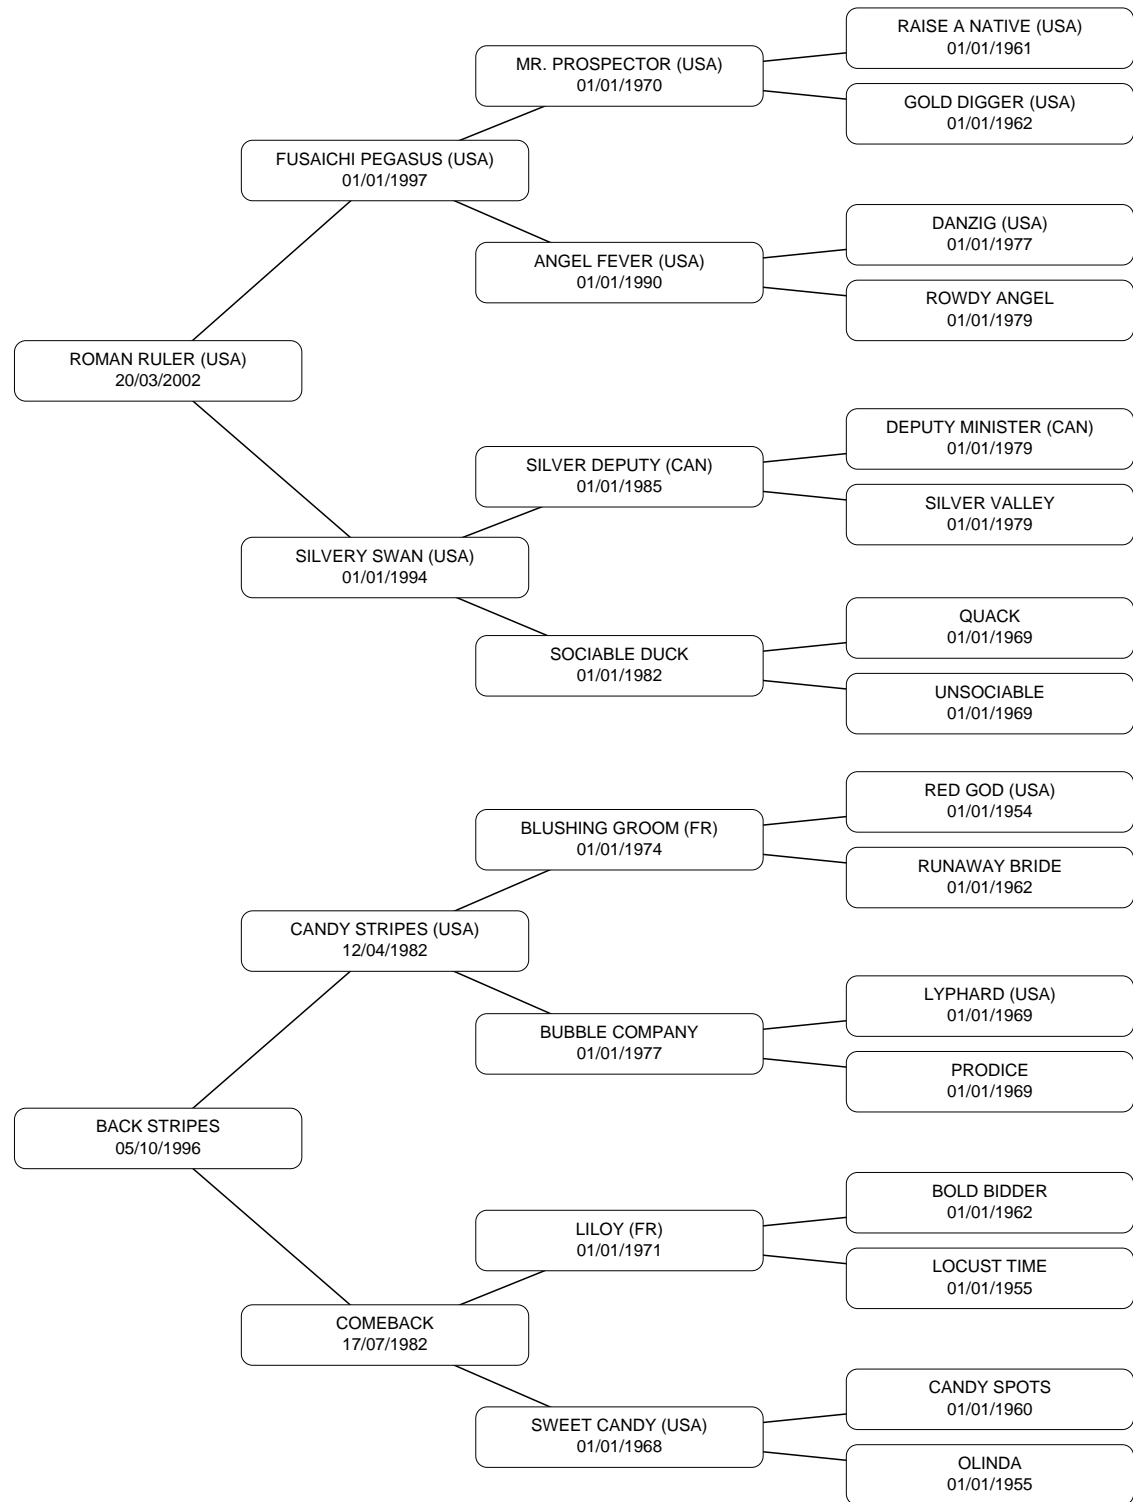 RAISE A NATIVE (USA)
01/01/1961
MR. PROSPECTOR (USA)
01/01/1970
GOLD DIGGER (USA)
01/01/1962
FUSAICHI PEGASUS (USA)
01/01/1997
DANZIG (USA)
01/01/1977
ANGEL FEVER (USA)
01/01/1990
ROWDY ANGEL
01/01/1979
ROMAN RULER (USA)
20/03/2002
DEPUTY MINISTER (CAN)
01/01/1979
SILVER DEPUTY (CAN)
01/01/1985
SILVER VALLEY
01/01/1979
SILVERY SWAN (USA)
01/01/1994
QUACK
01/01/1969
SOCIABLE DUCK
01/01/1982
UNSOCIABLE
01/01/1969
RED GOD (USA)
01/01/1954
BLUSHING GROOM (FR)
01/01/1974
RUNAWAY BRIDE
01/01/1962
CANDY STRIPES (USA)
12/04/1982
LYPHARD (USA)
01/01/1969
BUBBLE COMPANY
01/01/1977
PRODICE
01/01/1969
BACK STRIPES
05/10/1996
BOLD BIDDER
01/01/1962
LILOY (FR)
01/01/1971
LOCUST TIME
01/01/1955
COMEBACK
17/07/1982
CANDY SPOTS
01/01/1960
SWEET CANDY (USA)
01/01/1968
OLINDA
01/01/1955